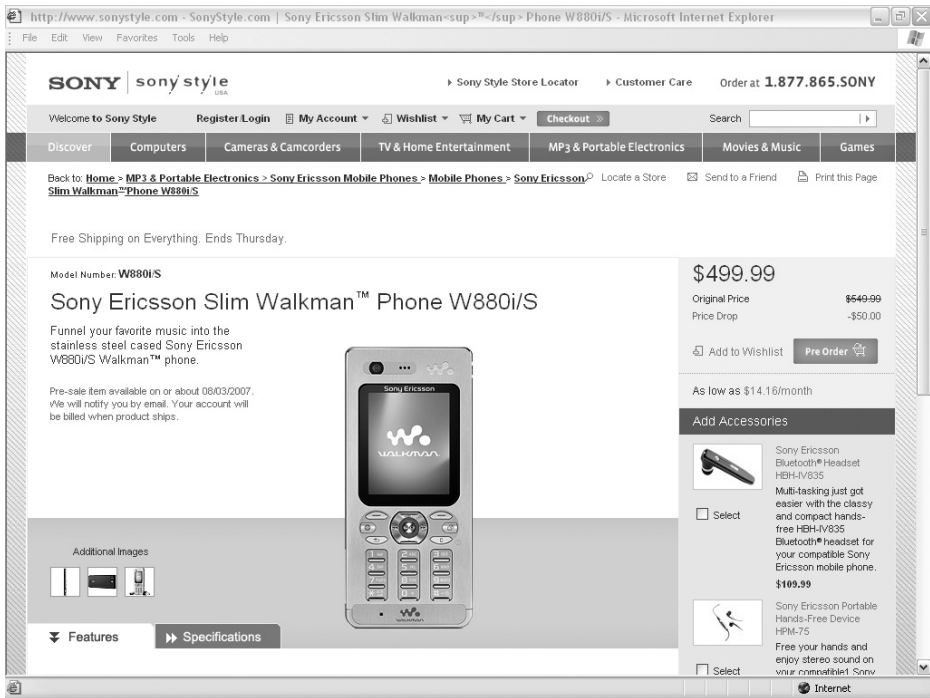 http://www.sonystyle.com - SonyStyle.com | Sony Ericsson Slim Walkman<sup>™</sup> Phone W880i/S - Microsoft Internet Explorer
File Edit View Favorites Tools Help
SONY sony style USA
Sony Style Store Locator Customer Care Order at 1.877.865.SONY
Welcome to Sony Style Register/Login My Account Wishlist My Cart Checkout » Search
Discover Computers Cameras & Camcorders TV & Home Entertainment MP3 & Portable Electronics Movies & Music Games
Back to: Home > MP3 & Portable Electronics > Sony Ericsson Mobile Phones > Mobile Phones > Sony Ericsson
Slim Walkman™Phone W880i/S
Locate a Store Send to a Friend Print this Page
Free Shipping on Everything. Ends Thursday.
Model Number: W880i/S
Sony Ericsson Slim Walkman™ Phone W880i/S
Funnel your favorite music into the
stainless steel cased Sony Ericsson
W880i/S Walkman™ phone.
Pre-sale item available on or about 08/03/2007.
We will notify you by email. Your account will
be billed when product ships.
Sony Ericsson
WALKMAN
WALKMAN
Additional Images
Features Specifications
$499.99
Original Price $549.99
Price Drop -$50.00
Add to Wishlist Pre Order
As low as $14.16/month
Add Accessories
Sony Ericsson
Bluetooth® Headset
HBH-IV835
Multi-tasking just got
easier with the classy
and compact hands-
free HBH-IV835
Bluetooth® headset for
your compatible Sony
Ericsson mobile phone.
$109.99
Select
Sony Ericsson Portable
Hands-Free Device
HPM-75
Free your hands and
enjoy stereo sound on
your compatible1 Sony
Select
Internet